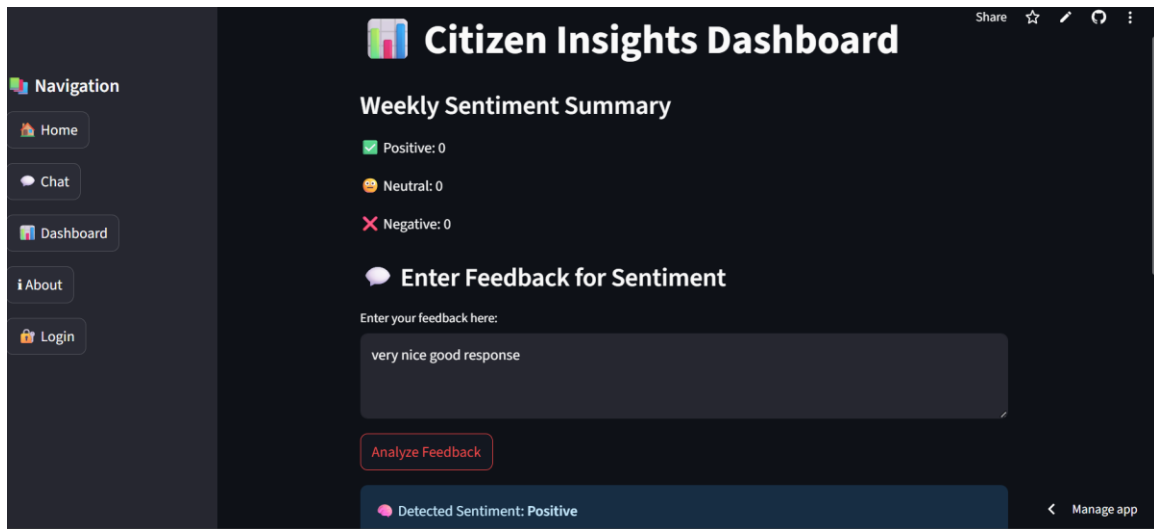 Share
Citizen Insights Dashboard
Navigation
Home
Chat
Dashboard
About
Login
Weekly Sentiment Summary
Positive: 0
Neutral: 0
Negative: 0
Enter Feedback for Sentiment
Enter your feedback here:
very nice good response
Analyze Feedback
Detected Sentiment: Positive
Manage app